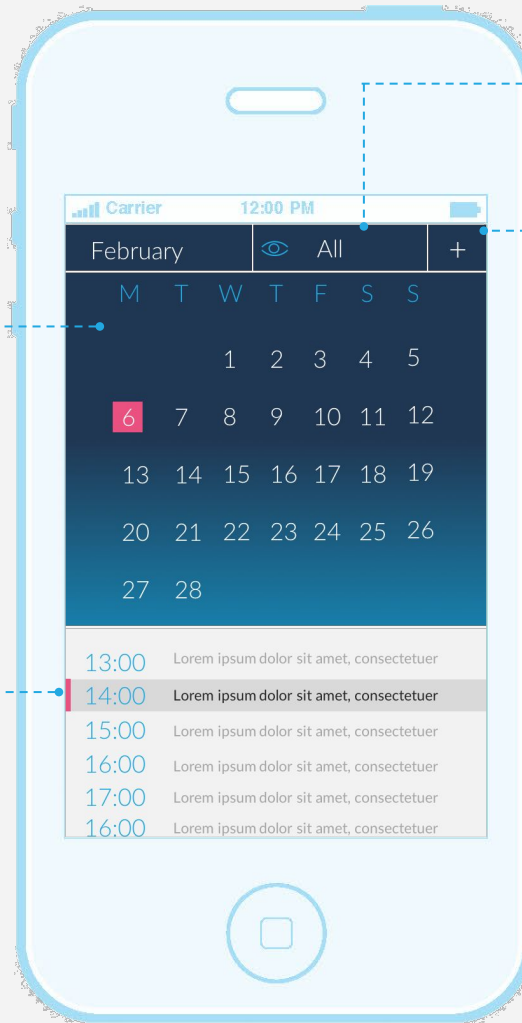 Carrier 12:00 PM
February All +
M T W T F S S
1 2 3 4 5
6 7 8 9 10 11 12
13 14 15 16 17 18 19
20 21 22 23 24 25 26
27 28
13:00 Lorem ipsum dolor sit amet, consectetuer
14:00 Lorem ipsum dolor sit amet, consectetuer
15:00 Lorem ipsum dolor sit amet, consectetuer
16:00 Lorem ipsum dolor sit amet, consectetuer
17:00 Lorem ipsum dolor sit amet, consectetuer
16:00 Lorem ipsum dolor sit amet, consectetuer